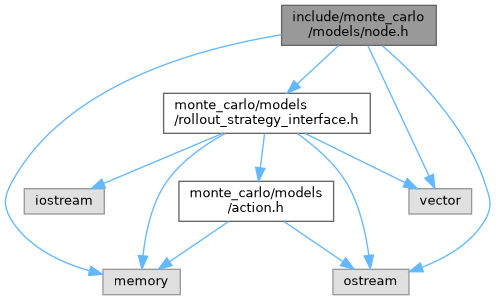 include/monte_carlo
/models/node.h
monte_carlo/models
/rollout_strategy_interface.h
iostream
monte_carlo/models
/action.h
vector
memory
ostream